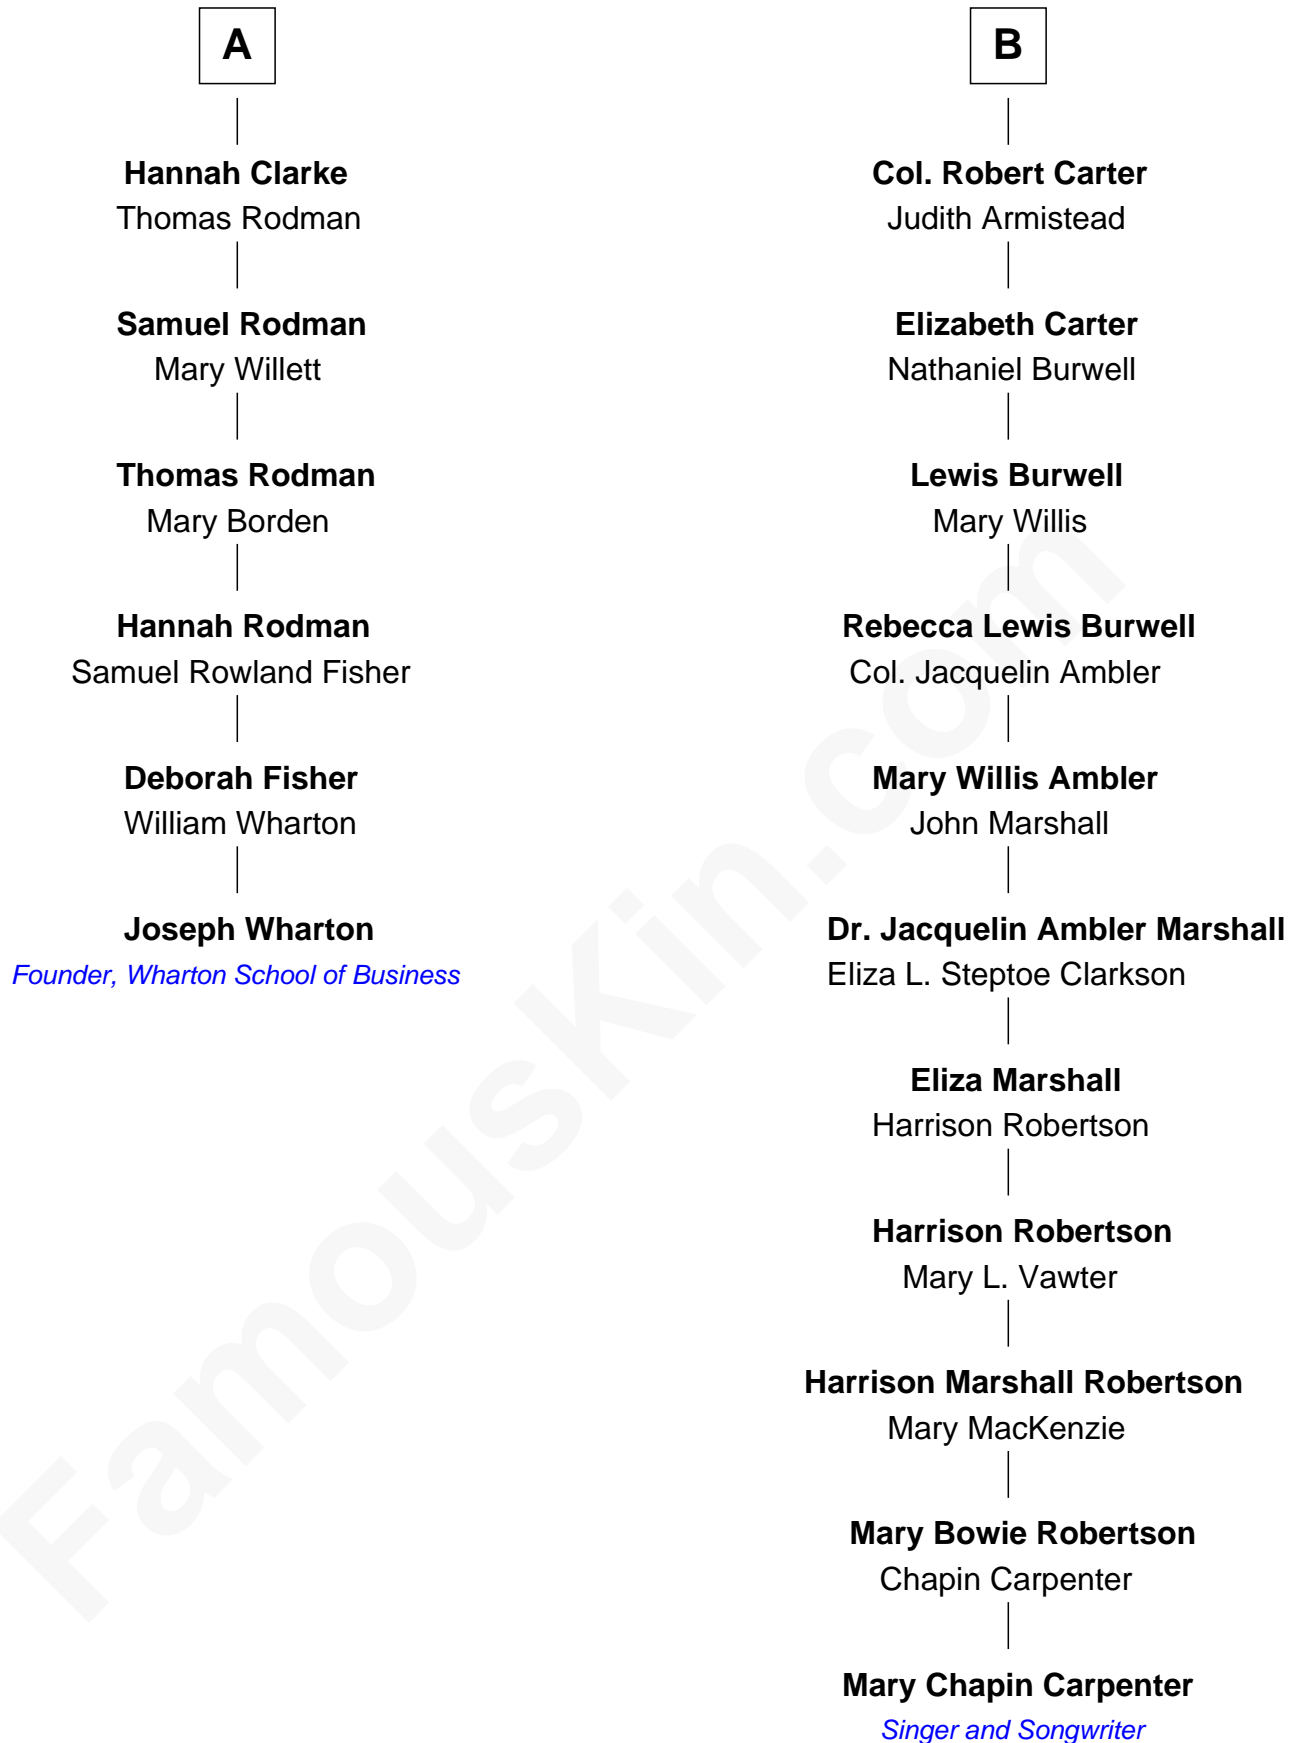 A
Hannah Clarke
Thomas Rodman
Samuel Rodman
Mary Willett
Thomas Rodman
Mary Borden
Hannah Rodman
Samuel Rowland Fisher
Deborah Fisher
William Wharton
Joseph Wharton
Founder, Wharton School of Business
B
Col. Robert Carter
Judith Armistead
Elizabeth Carter
Nathaniel Burwell
Lewis Burwell
Mary Willis
Rebecca Lewis Burwell
Col. Jacquelin Ambler
Mary Willis Ambler
John Marshall
Dr. Jacquelin Ambler Marshall
Eliza L. Steptoe Clarkson
Eliza Marshall
Harrison Robertson
Harrison Robertson
Mary L. Vawter
Harrison Marshall Robertson
Mary MacKenzie
Mary Bowie Robertson
Chapin Carpenter
Mary Chapin Carpenter
Singer and Songwriter
FamousKin.com